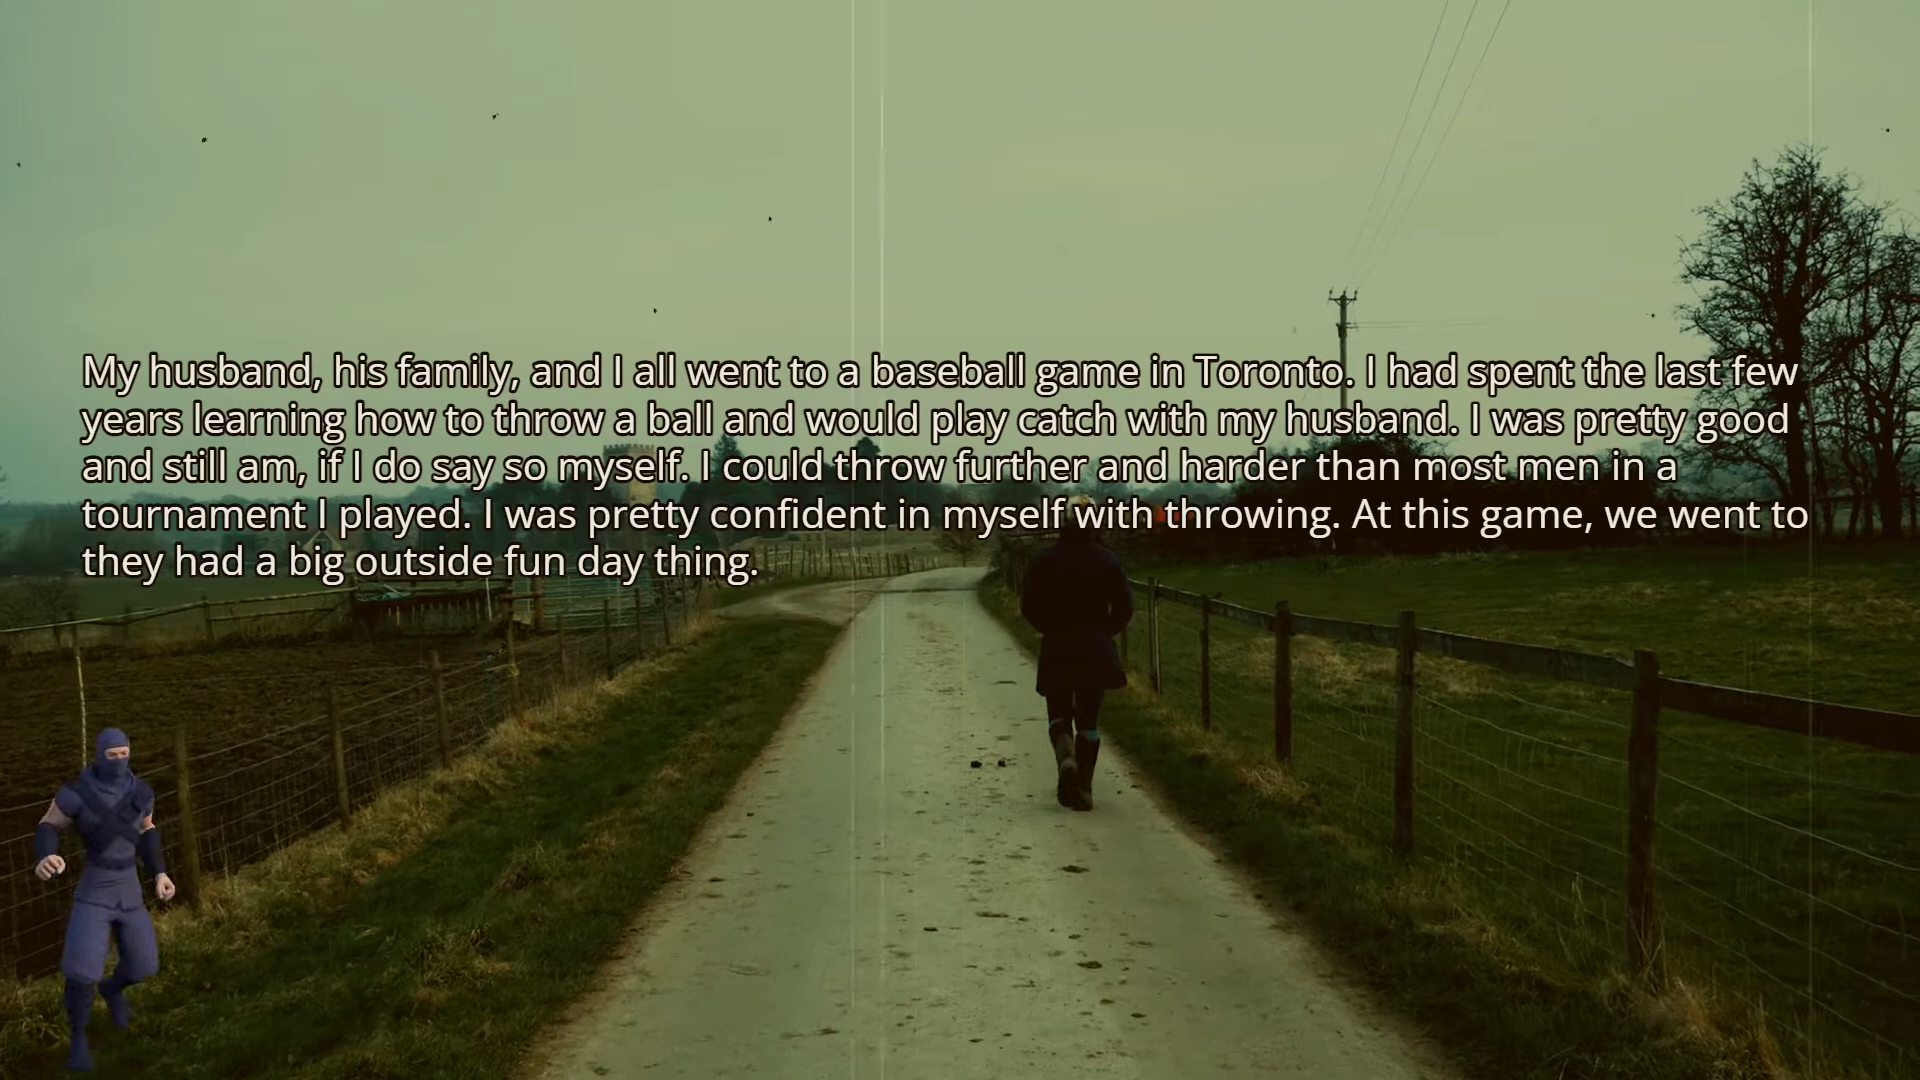 My husband, his family, and I all went to a baseball game in Toronto. I had spent the last few
years learning how to throw a ball and would play catch with my husband. I was pretty good
and still am, if I do say so myself. I could throw further and harder than most men in a
tournament I played. I was pretty confident in myself with throwing. At this game, we went to
they had a big outside fun day thing.